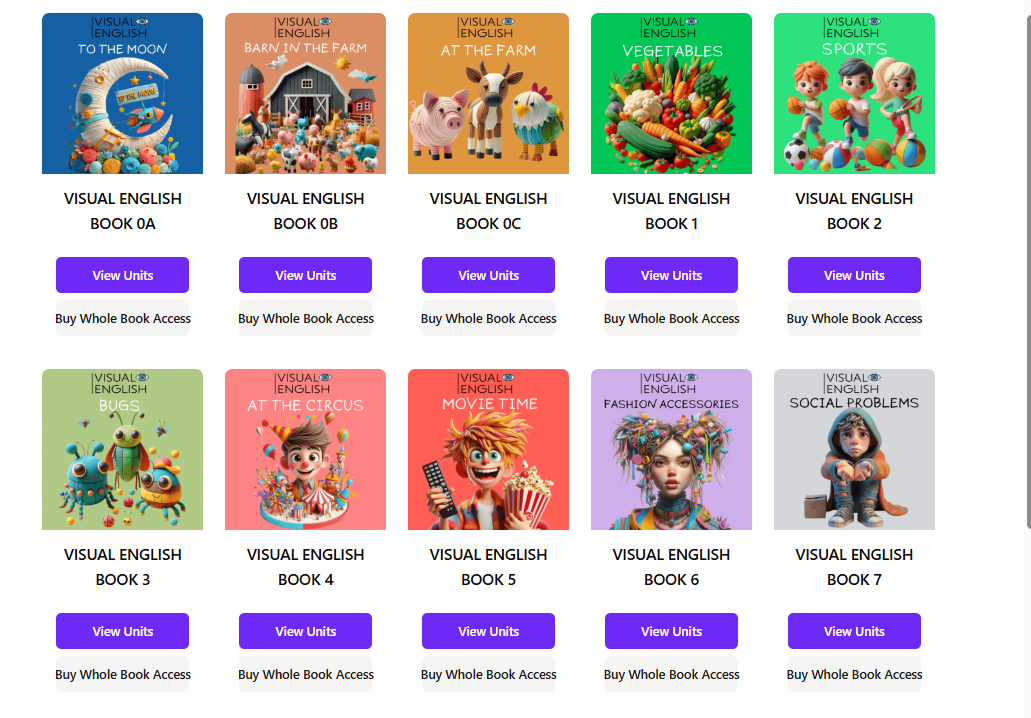 VISUAL
ENGLISH
TO THE MOON
TO THE MOON
VISUAL ENGLISH
BOOK 0A
View Units
Buy Whole Book Access
VISUAL
ENGLISH
BARN IN THE FARM
VISUAL ENGLISH
BOOK 0B
View Units
Buy Whole Book Access
VISUAL
ENGLISH
AT THE FARM
VISUAL ENGLISH
BOOK 0C
View Units
Buy Whole Book Access
VISUAL
ENGLISH
VEGETABLES
VISUAL ENGLISH
BOOK 1
View Units
Buy Whole Book Access
VISUAL
ENGLISH
SPORTS
VISUAL ENGLISH
BOOK 2
View Units
Buy Whole Book Access
VISUAL
ENGLISH
BUGS
VISUAL ENGLISH
BOOK 3
View Units
Buy Whole Book Access
VISUAL
ENGLISH
AT THE CIRCUS
VISUAL ENGLISH
BOOK 4
View Units
Buy Whole Book Access
VISUAL
ENGLISH
MOVIE TIME
VISUAL ENGLISH
BOOK 5
View Units
Buy Whole Book Access
VISUAL
ENGLISH
FASHION ACCESSORIES
VISUAL ENGLISH
BOOK 6
View Units
Buy Whole Book Access
VISUAL
ENGLISH
SOCIAL PROBLEMS
VISUAL ENGLISH
BOOK 7
View Units
Buy Whole Book Access